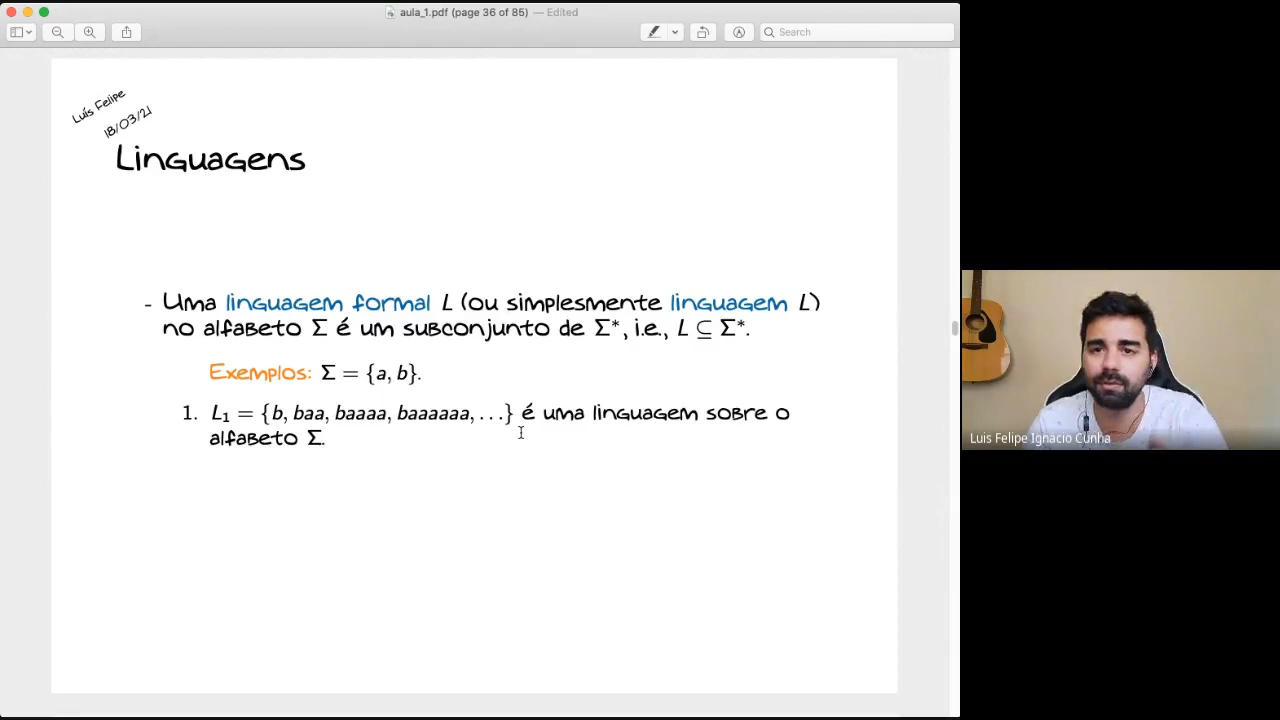 aula_1.pdf (page 36 of 85) — Edited
Search
Luís Felipe
18/03/21
Linguagens
- Uma linguagem formal L (ou simplesmente linguagem L)
no alfabeto Σ é um subconjunto de Σ*, i.e., L ⊆ Σ*.
Exemplos: Σ = {a, b}.
1. L₁ = {b, baa, baaaa, baaaaaa, ...} é uma linguagem sobre o
alfabeto Σ.
Luis Felipe Ignacio Cunha